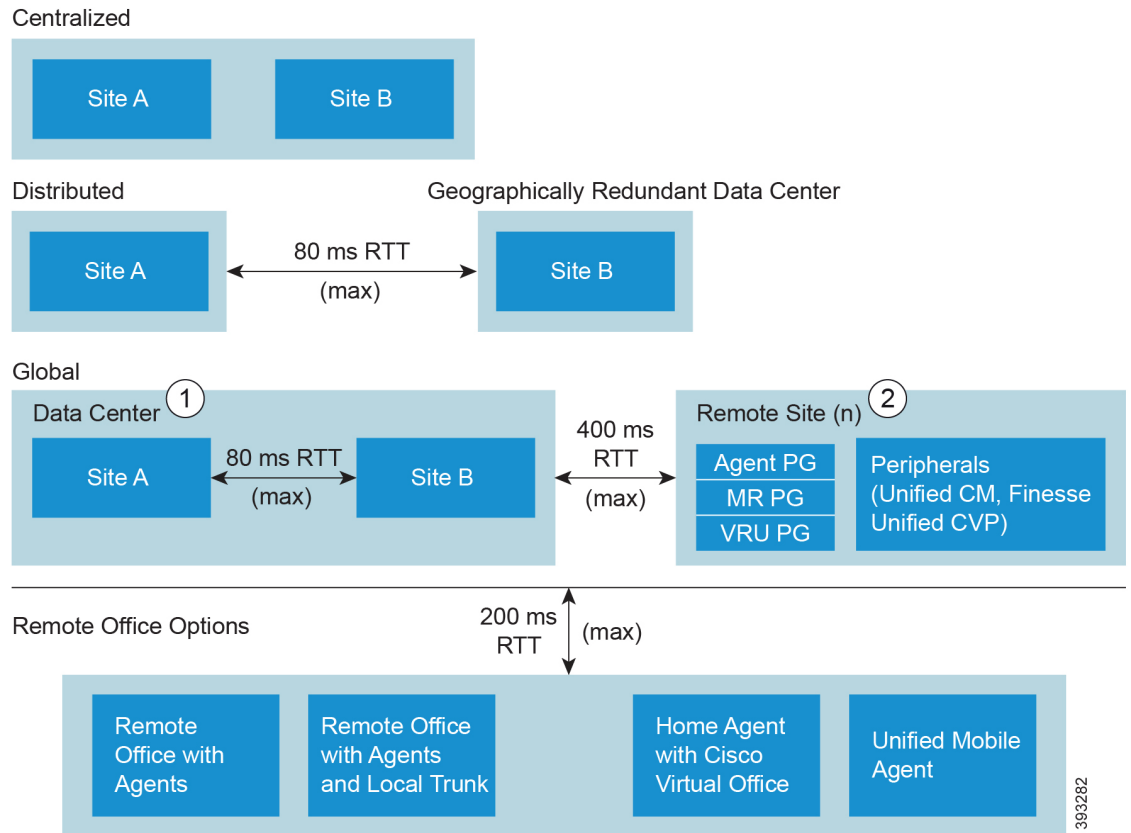 Centralized
Site A
Site B
Distributed
Geographically Redundant Data Center
Site A
80 ms RTT
(max)
Site B
Global
Data Center
1
Site A
80 ms RTT
(max)
Site B
400 ms
RTT
(max)
Remote Site (n)
2
Agent PG
MR PG
VRU PG
Peripherals
(Unified CM, Finesse
Unified CVP)
Remote Office Options
200 ms
RTT
(max)
Remote
Office with
Agents
Remote Office
with Agents
and Local Trunk
Home Agent
with Cisco
Virtual Office
Unified Mobile
Agent
393282